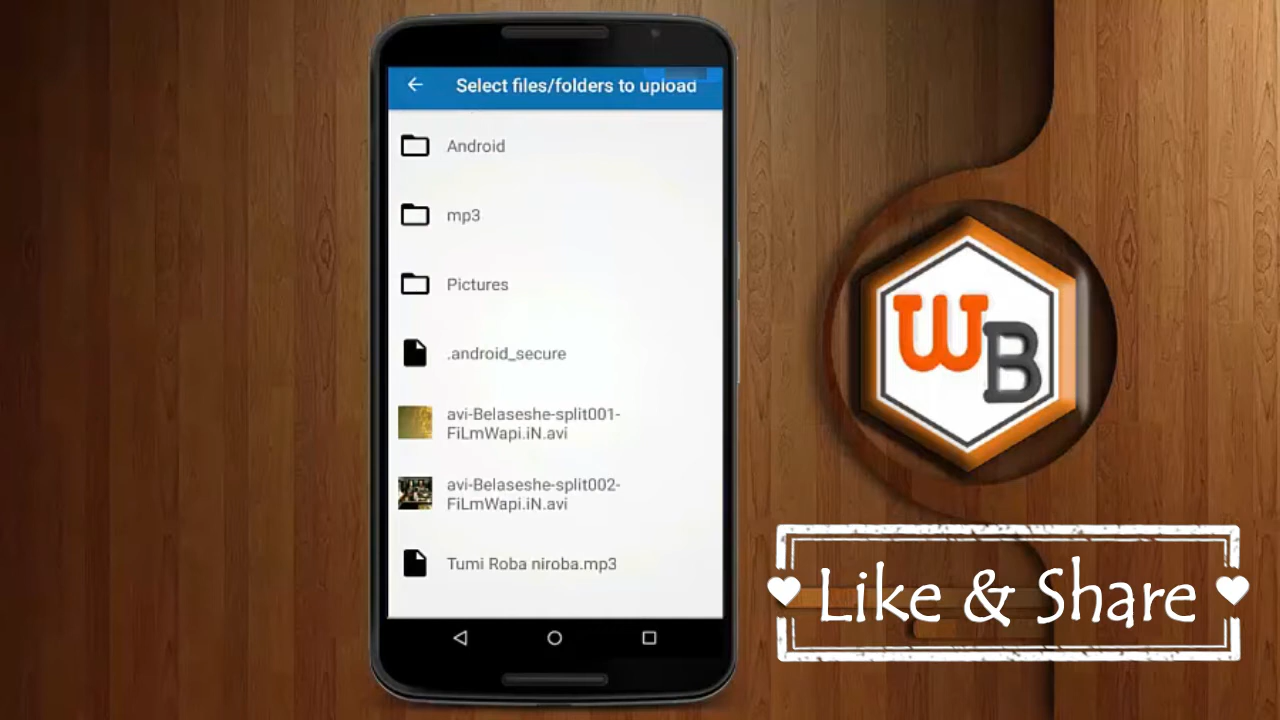 Select files/folders to upload
Android
mp3
Pictures
.android_secure
avi-Belaseshe-split001-
FiLmWapi.iN.avi
avi-Belaseshe-split002-
FiLmWapi.iN.avi
Tumi Roba niroba.mp3
WB
Like & Share